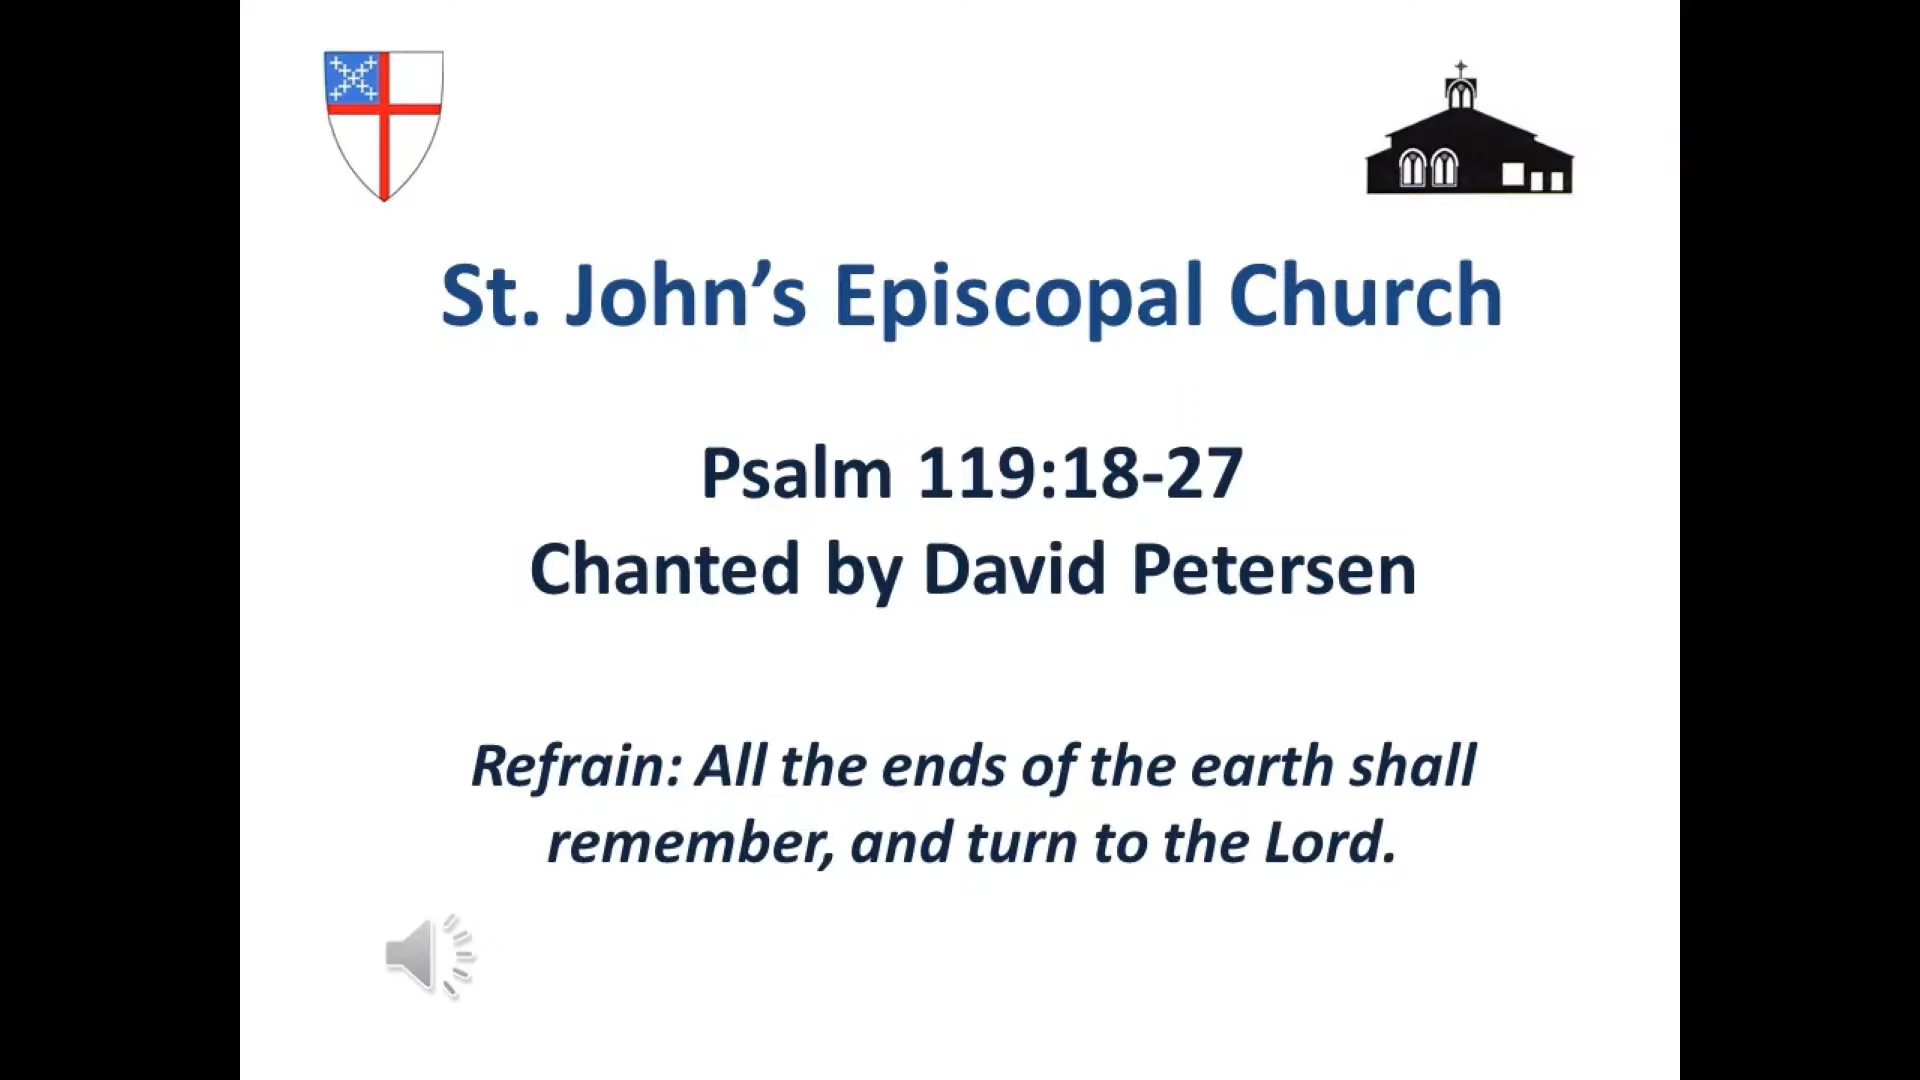 St. John’s Episcopal Church
Psalm 119:18-27
Chanted by David Petersen
Refrain: All the ends of the earth shall
remember, and turn to the Lord.